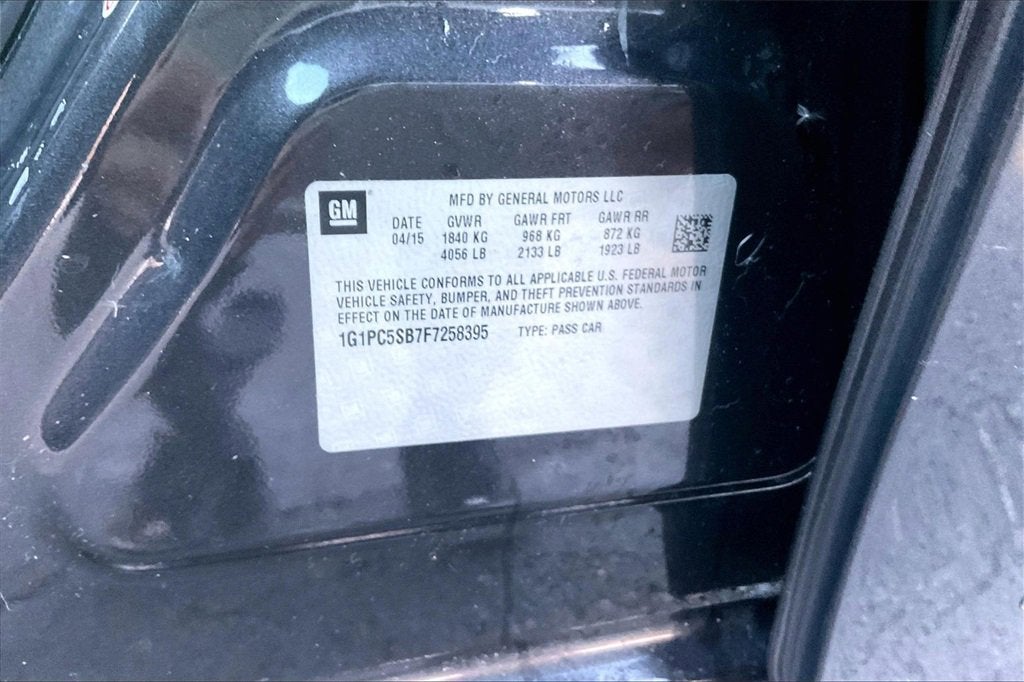 GM
MFD BY GENERAL MOTORS LLC
DATE GVWR GAWR FRT GAWR RR
04/15 1840 KG 968 KG 872 KG
4056 LB 2133 LB 1923 LB
THIS VEHICLE CONFORMS TO ALL APPLICABLE U.S. FEDERAL MOTOR
VEHICLE SAFETY, BUMPER, AND THEFT PREVENTION STANDARDS IN
EFFECT ON THE DATE OF MANUFACTURE SHOWN ABOVE.
1G1PC5SB7F7258395 TYPE: PASS CAR